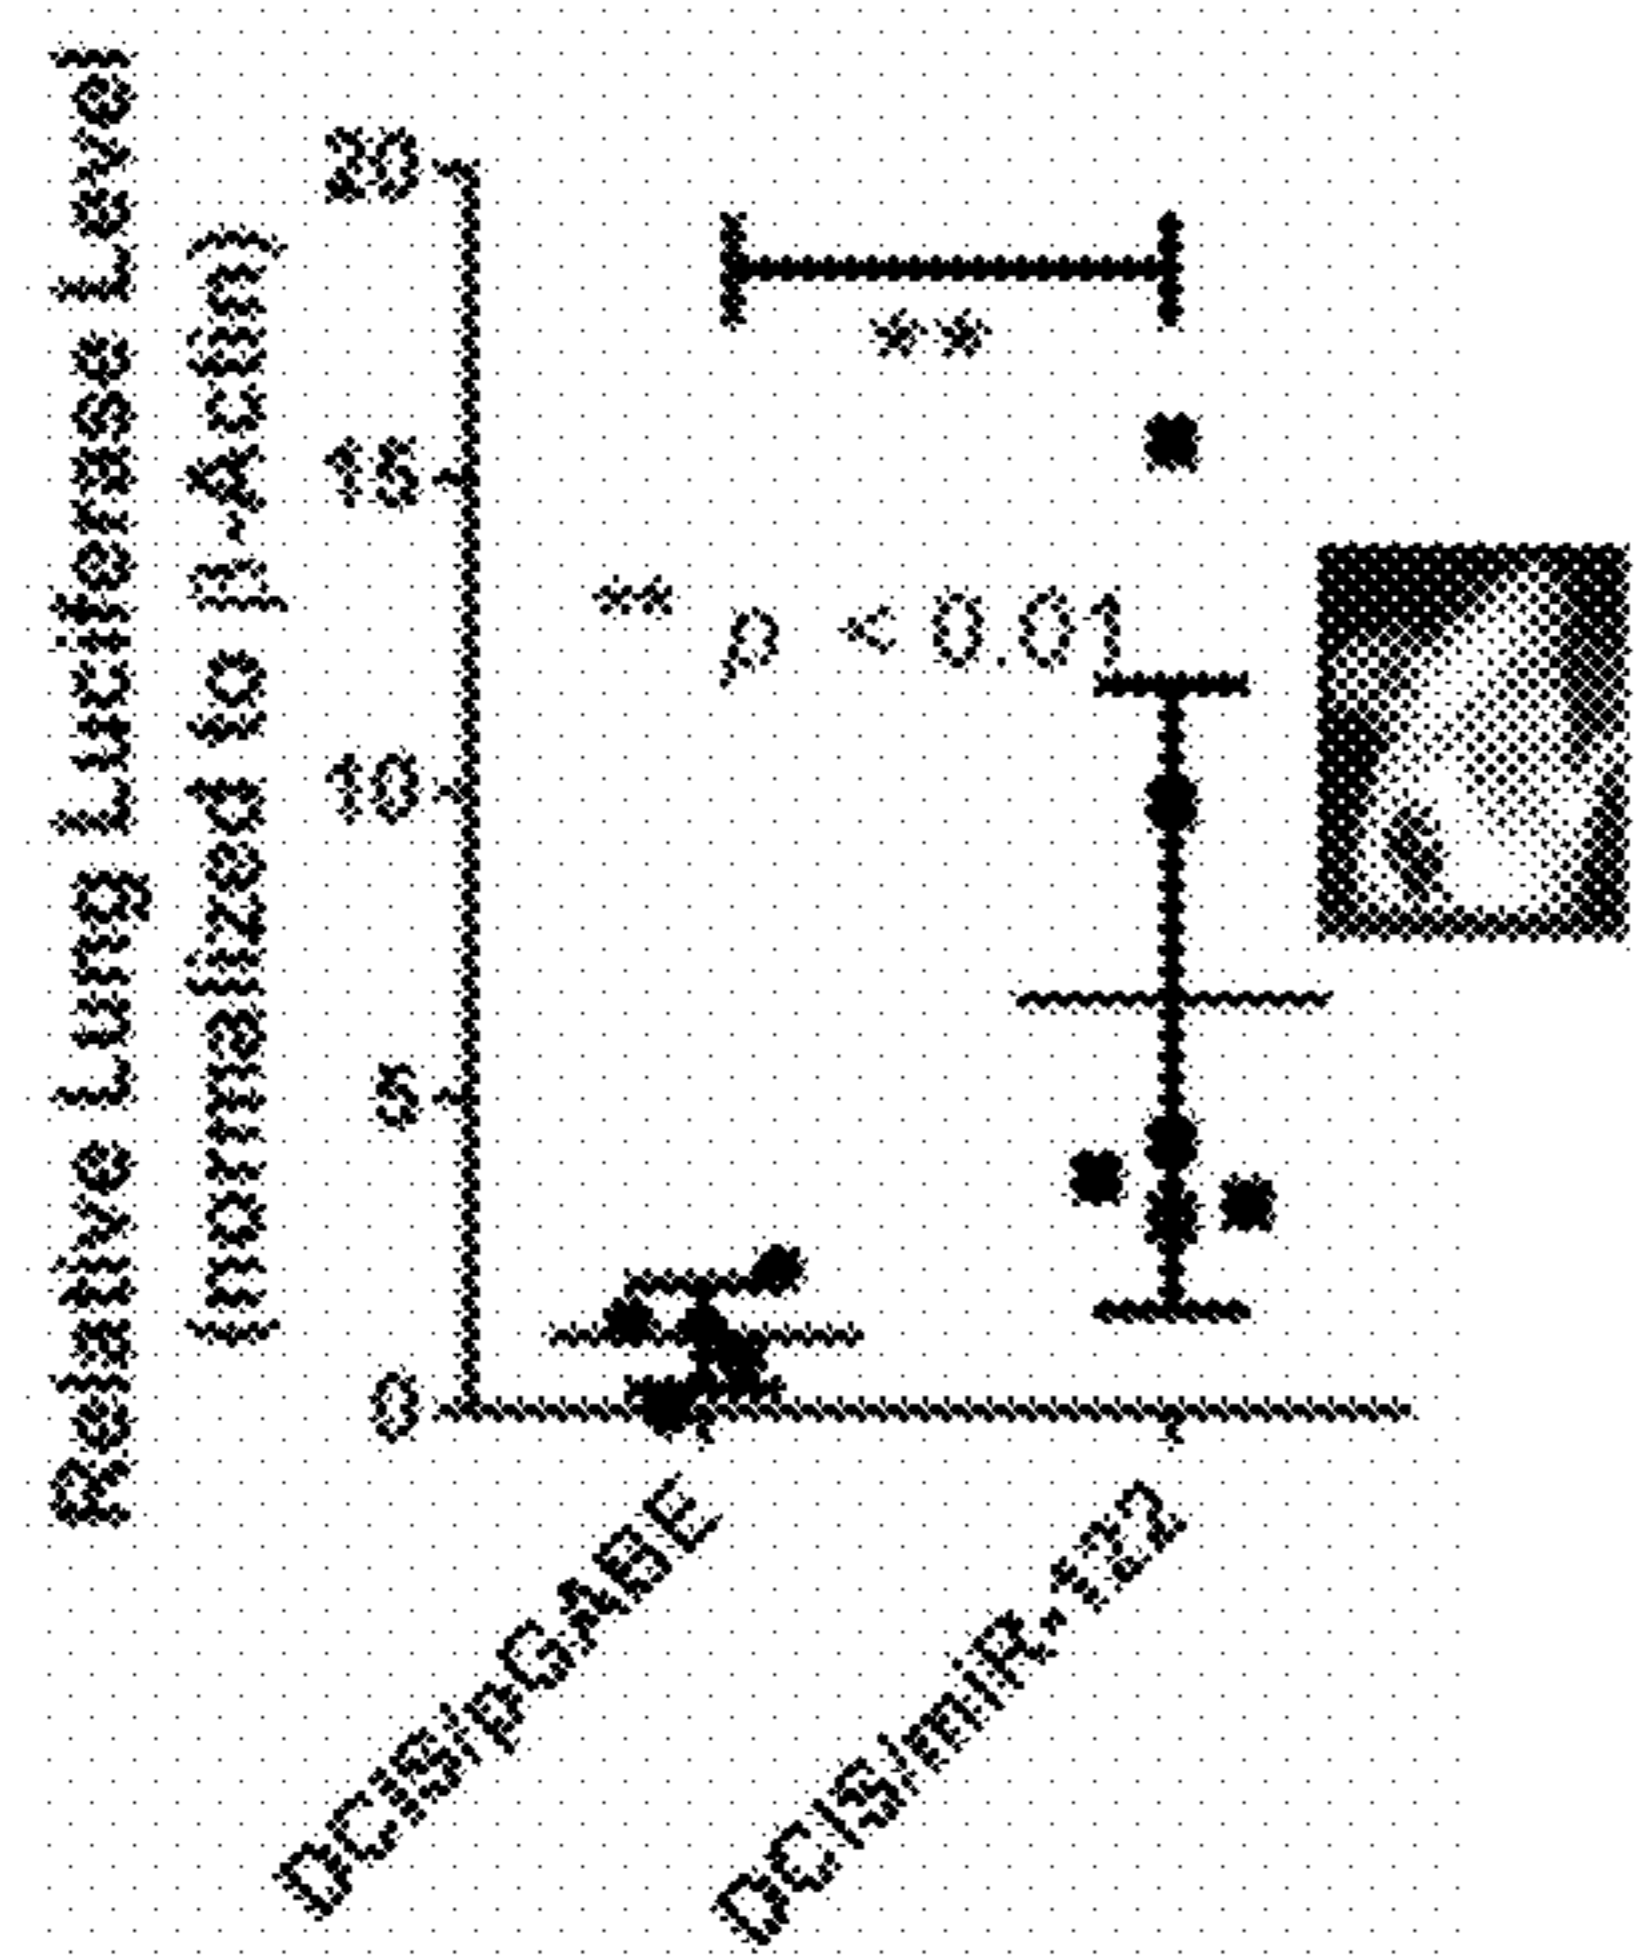 Relative Lung Luciferase Level
(normalized to β-Actin)
20
15
10
5
0
**
** p < 0.01
DCIS/pGABE
DCIS/miR-122